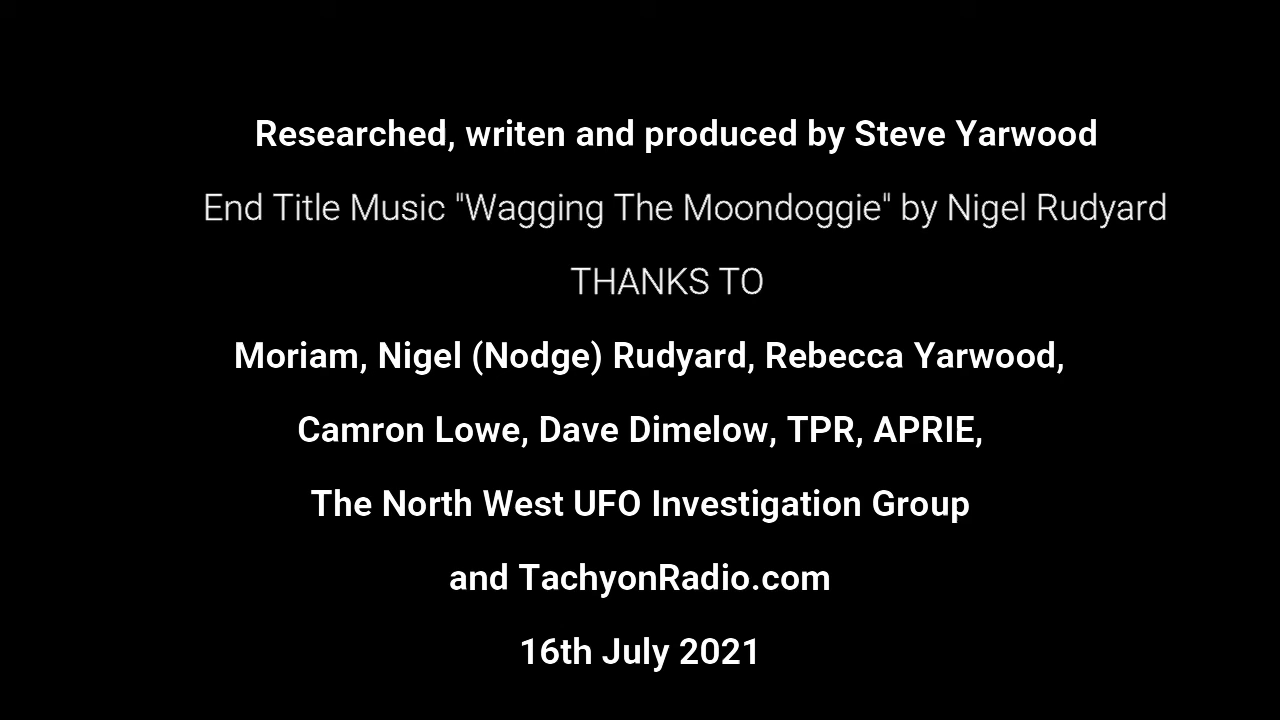 Researched, writen and produced by Steve Yarwood
End Title Music "Wagging The Moondoggie" by Nigel Rudyard
THANKS TO
Moriam, Nigel (Nodge) Rudyard, Rebecca Yarwood,
Camron Lowe, Dave Dimelow, TPR, APRIE,
The North West UFO Investigation Group
and TachyonRadio.com
16th July 2021